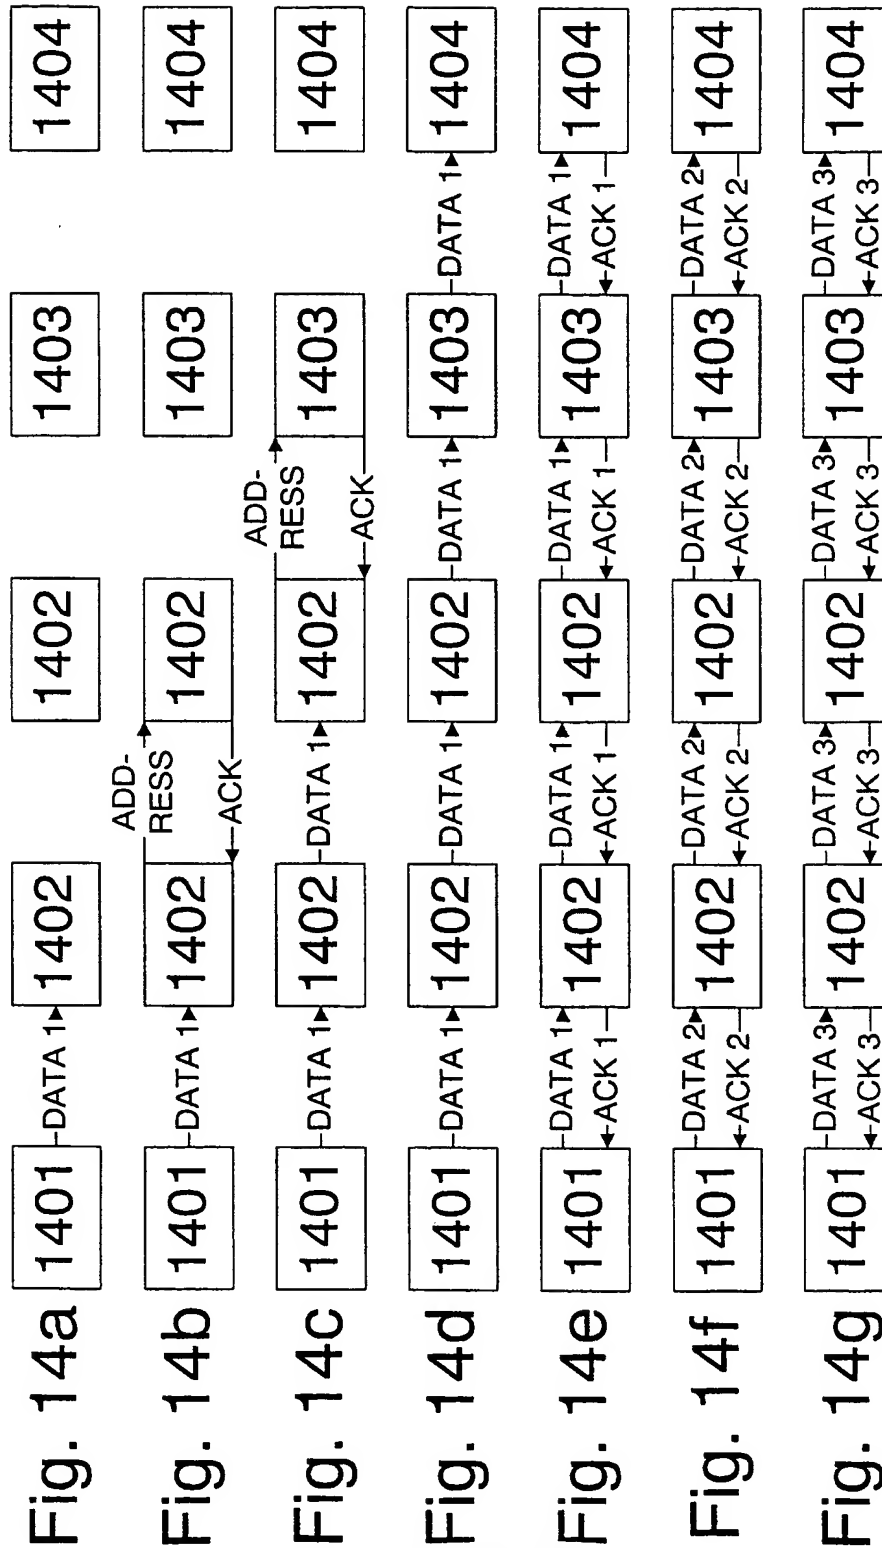 Fig. 14a 1401 DATA 1 1402 1402 1403 1404
Fig. 14b 1401 DATA 1 1402 ADD-
RESS ACK 1402 1403 1404
Fig. 14c 1401 DATA 1 1402 DATA 1 1402 ADD-
RESS ACK 1403 1404
Fig. 14d 1401 DATA 1 1402 DATA 1 1402 DATA 1 1403 DATA 1 1404
Fig. 14e 1401 DATA 1 ACK 1 1402 DATA 1 ACK 1 1402 DATA 1 ACK 1 1403 DATA 1 ACK 1 1404
Fig. 14f 1401 DATA 2 ACK 2 1402 DATA 2 ACK 2 1402 DATA 2 ACK 2 1403 DATA 2 ACK 2 1404
Fig. 14g 1401 DATA 3 ACK 3 1402 DATA 3 ACK 3 1402 DATA 3 ACK 3 1403 DATA 3 ACK 3 1404